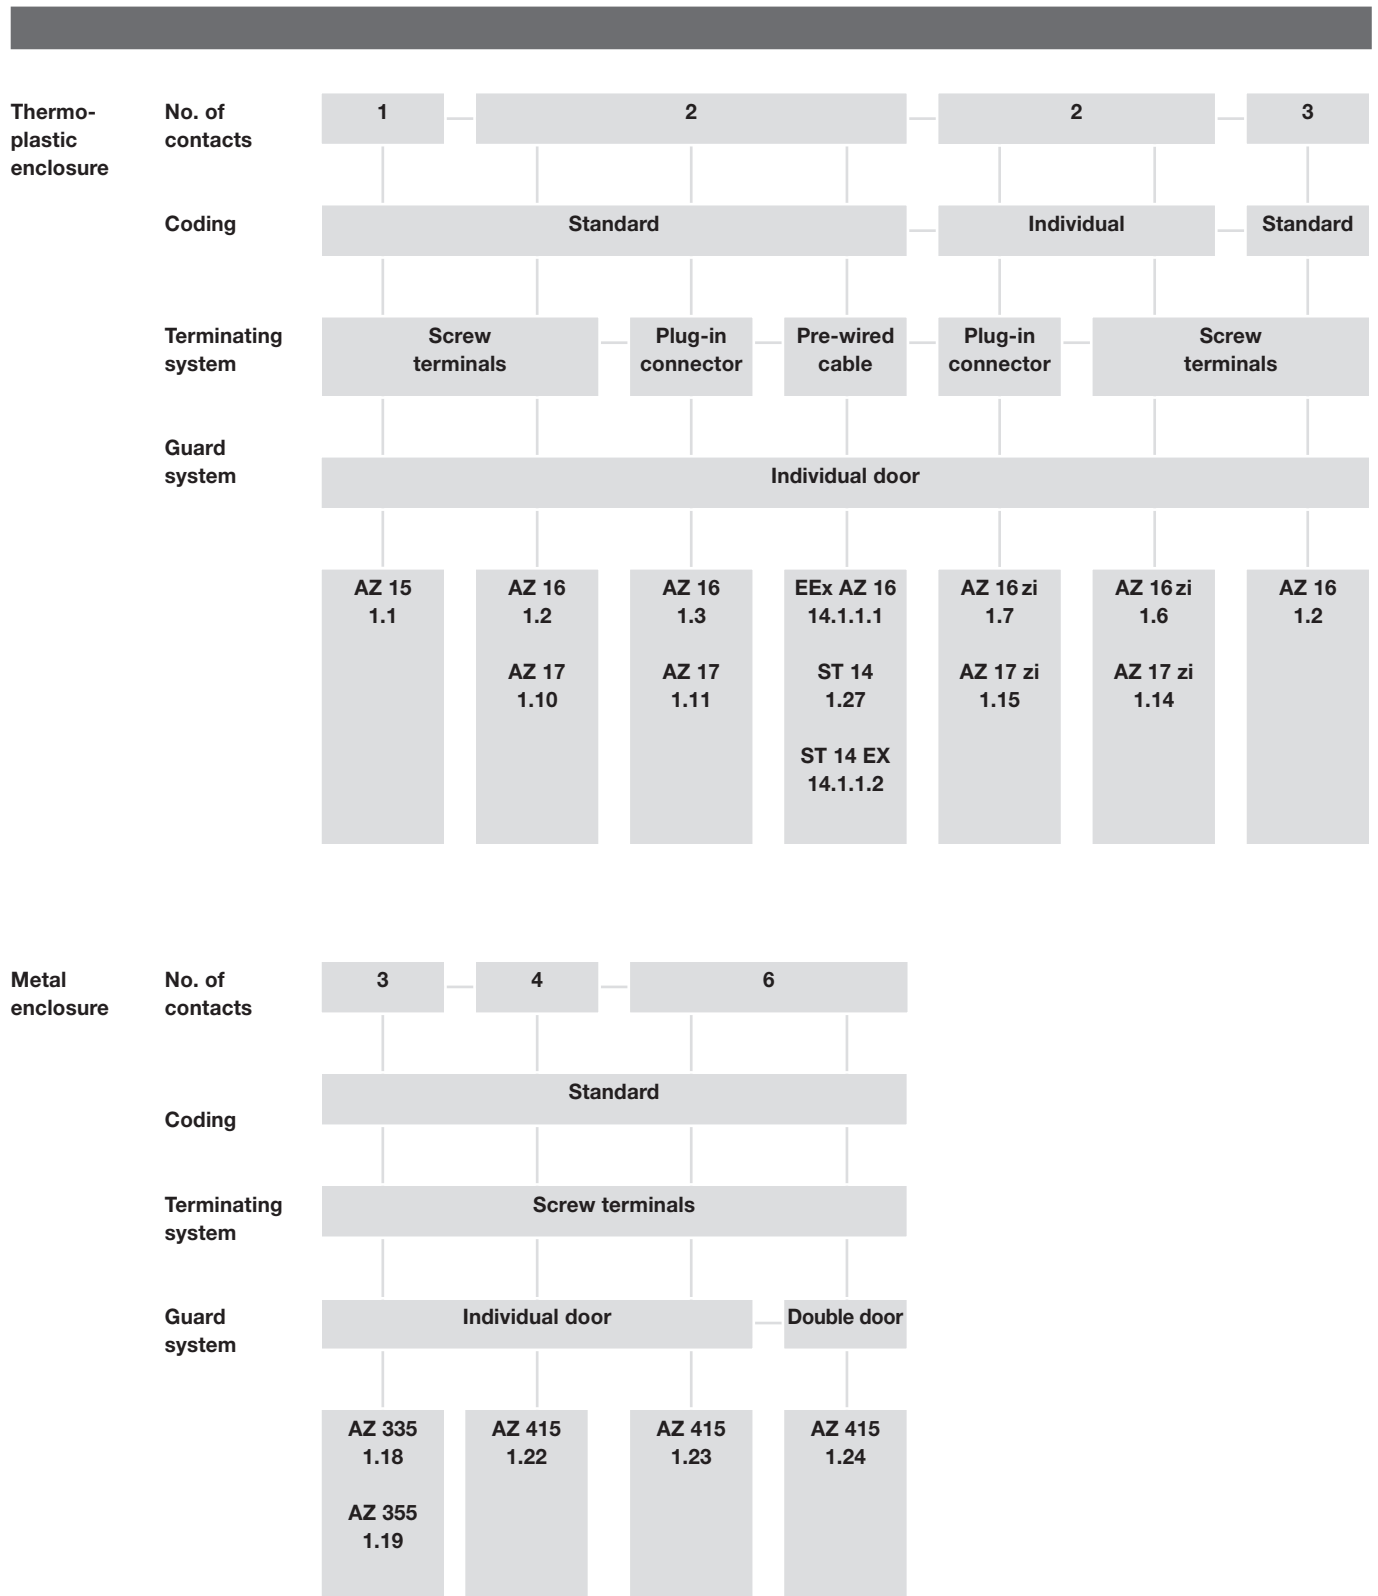 Thermo-
plastic
enclosure
No. of
contacts
1
2
2
3
Coding
Standard
Individual
Standard
Terminating
system
Screw
terminals
Plug-in
connector
Pre-wired
cable
Plug-in
connector
Screw
terminals
Guard
system
Individual door
AZ 15
1.1
AZ 16
1.2
AZ 17
1.10
AZ 16
1.3
AZ 17
1.11
EEx AZ 16
14.1.1.1
ST 14
1.27
ST 14 EX
14.1.1.2
AZ 16 zi
1.7
AZ 17 zi
1.15
AZ 16 zi
1.6
AZ 17 zi
1.14
AZ 16
1.2
Metal
enclosure
No. of
contacts
3
4
6
Coding
Standard
Terminating
system
Screw terminals
Guard
system
Individual door
Double door
AZ 335
1.18
AZ 355
1.19
AZ 415
1.22
AZ 415
1.23
AZ 415
1.24